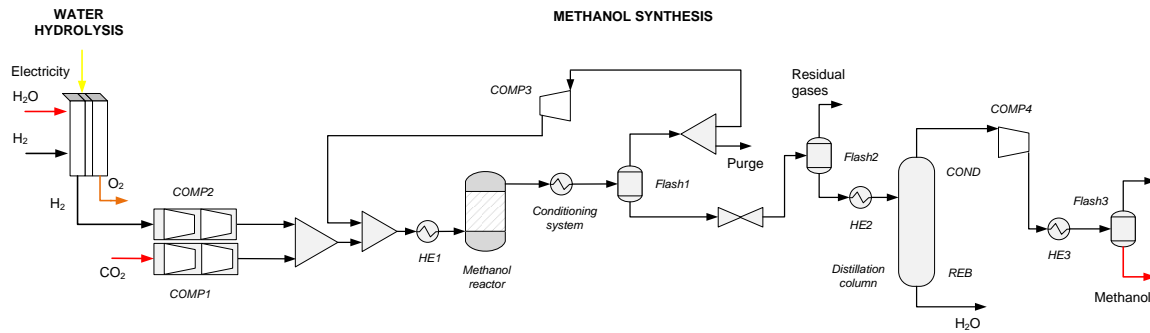 WATER
HYDROLYSIS
METHANOL SYNTHESIS
Electricity
H₂O
H₂
O₂
H₂
COMP2
CO₂
COMP1
COMP3
HE1
Methanol
reactor
Conditioning
system
Flash1
Purge
Residual
gases
Flash2
HE2
COND
Distillation
column
REB
H₂O
COMP4
HE3
Flash3
Methanol